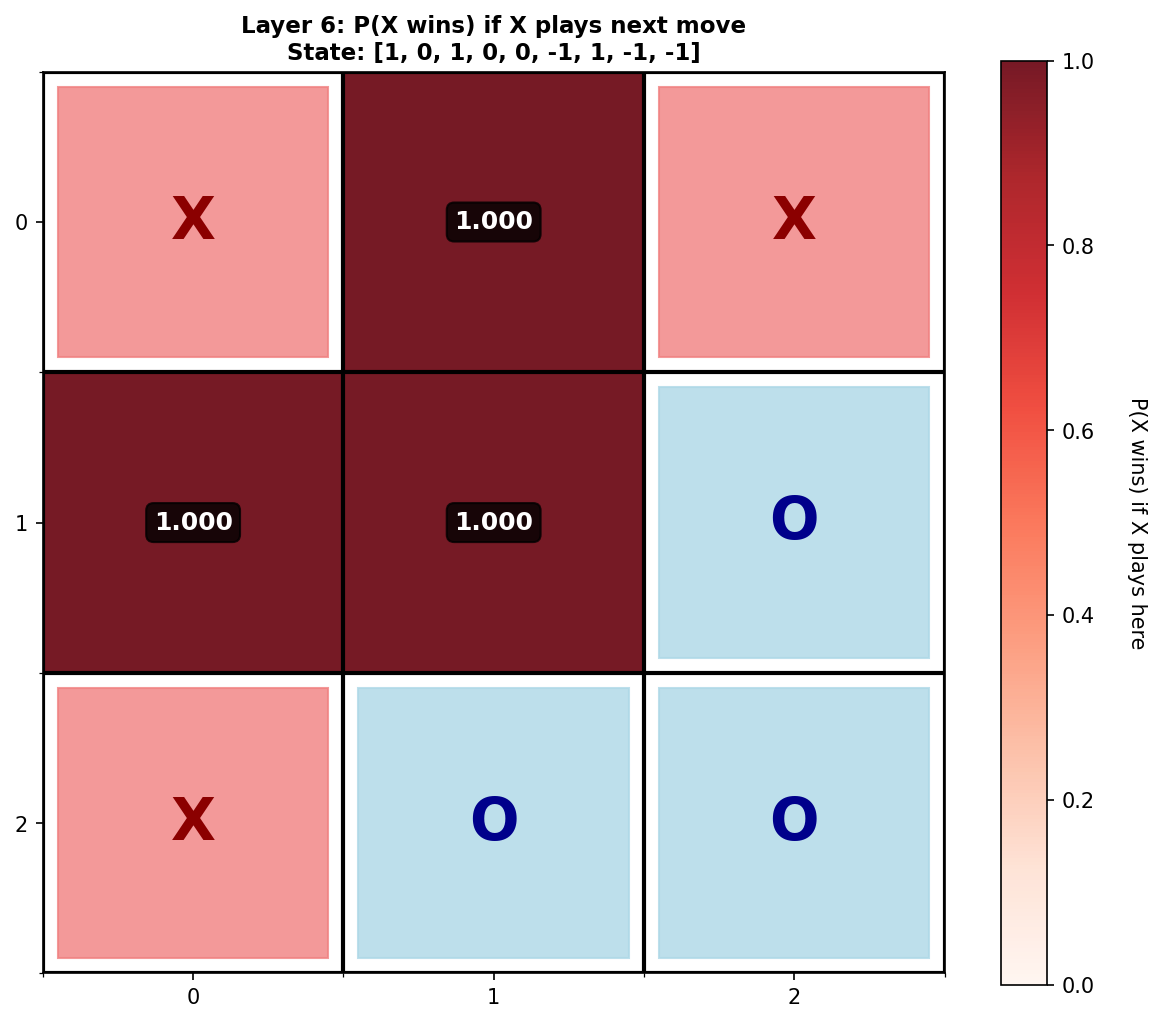 Layer 6: P(X wins) if X plays next move
State: [1, 0, 1, 0, 0, -1, 1, -1, -1]
X
1.000
X
1.000
1.000
O
X
O
O
0
1
2
0
1
2
1.0
0.8
0.6
0.4
0.2
0.0
P(X wins) if X plays here